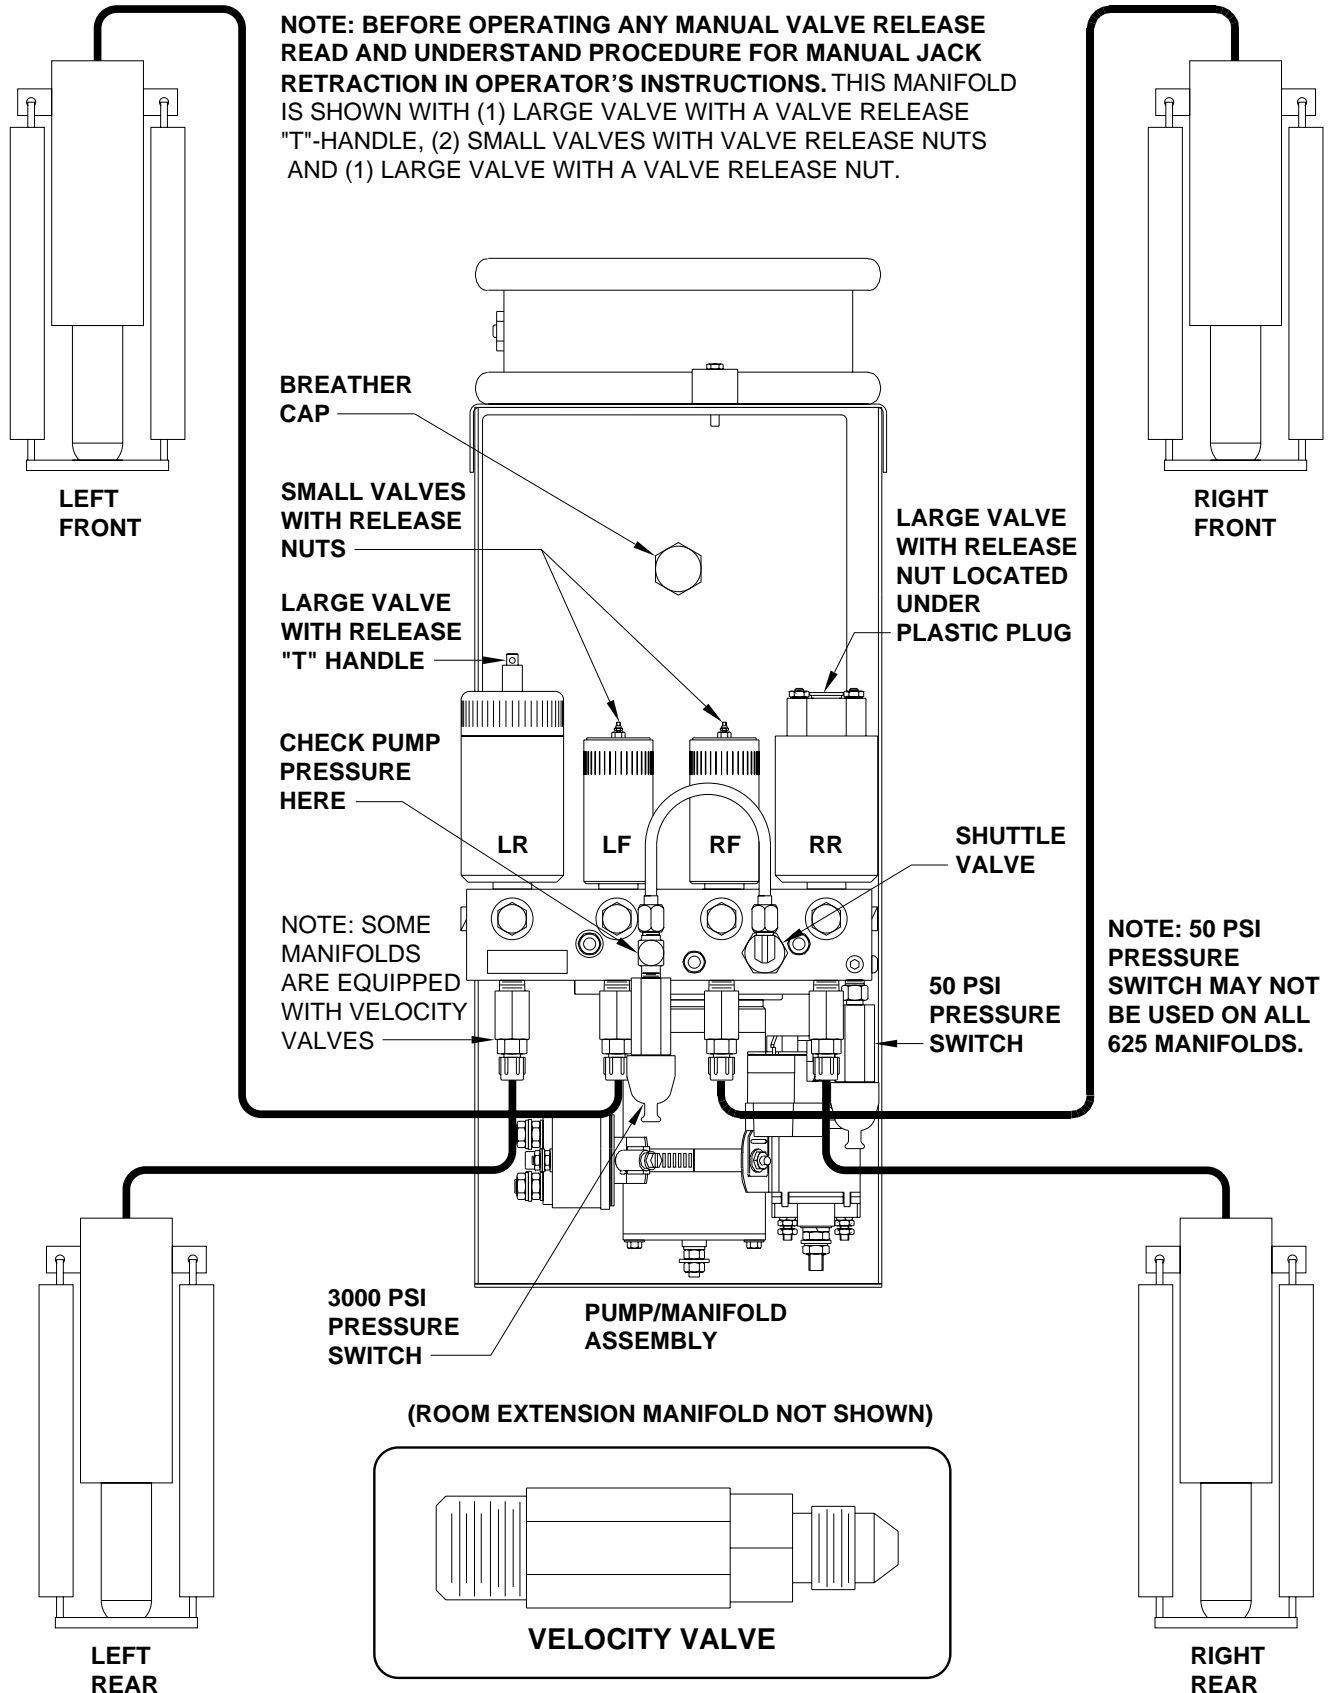 NOTE: BEFORE OPERATING ANY MANUAL VALVE RELEASE
READ AND UNDERSTAND PROCEDURE FOR MANUAL JACK
RETRACTION IN OPERATOR'S INSTRUCTIONS. THIS MANIFOLD
IS SHOWN WITH (1) LARGE VALVE WITH A VALVE RELEASE
"T"-HANDLE, (2) SMALL VALVES WITH VALVE RELEASE NUTS
AND (1) LARGE VALVE WITH A VALVE RELEASE NUT.
LEFT
FRONT
RIGHT
FRONT
BREATHER
CAP
SMALL VALVES
WITH RELEASE
NUTS
LARGE VALVE
WITH RELEASE
"T" HANDLE
LARGE VALVE
WITH RELEASE
NUT LOCATED
UNDER
PLASTIC PLUG
CHECK PUMP
PRESSURE
HERE
LR
LF
RF
RR
SHUTTLE
VALVE
NOTE: SOME
MANIFOLDS
ARE EQUIPPED
WITH VELOCITY
VALVES
50 PSI
PRESSURE
SWITCH
NOTE: 50 PSI
PRESSURE
SWITCH MAY NOT
BE USED ON ALL
625 MANIFOLDS.
3000 PSI
PRESSURE
SWITCH
PUMP/MANIFOLD
ASSEMBLY
(ROOM EXTENSION MANIFOLD NOT SHOWN)
VELOCITY VALVE
LEFT
REAR
RIGHT
REAR